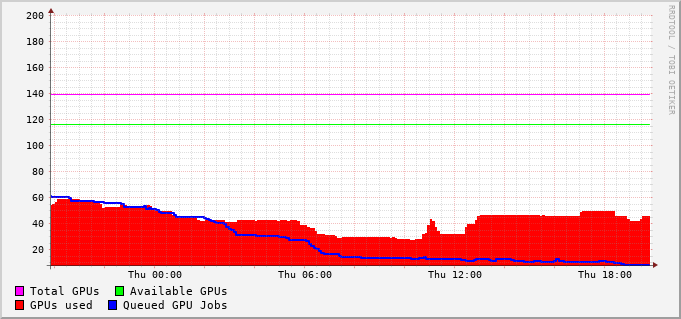 200
180
160
140
120
100
80
60
40
20
Thu 00:00 Thu 06:00 Thu 12:00 Thu 18:00
Total GPUs Available GPUs
GPUs used Queued GPU Jobs
RRDTOOL / TOBI OETIKER